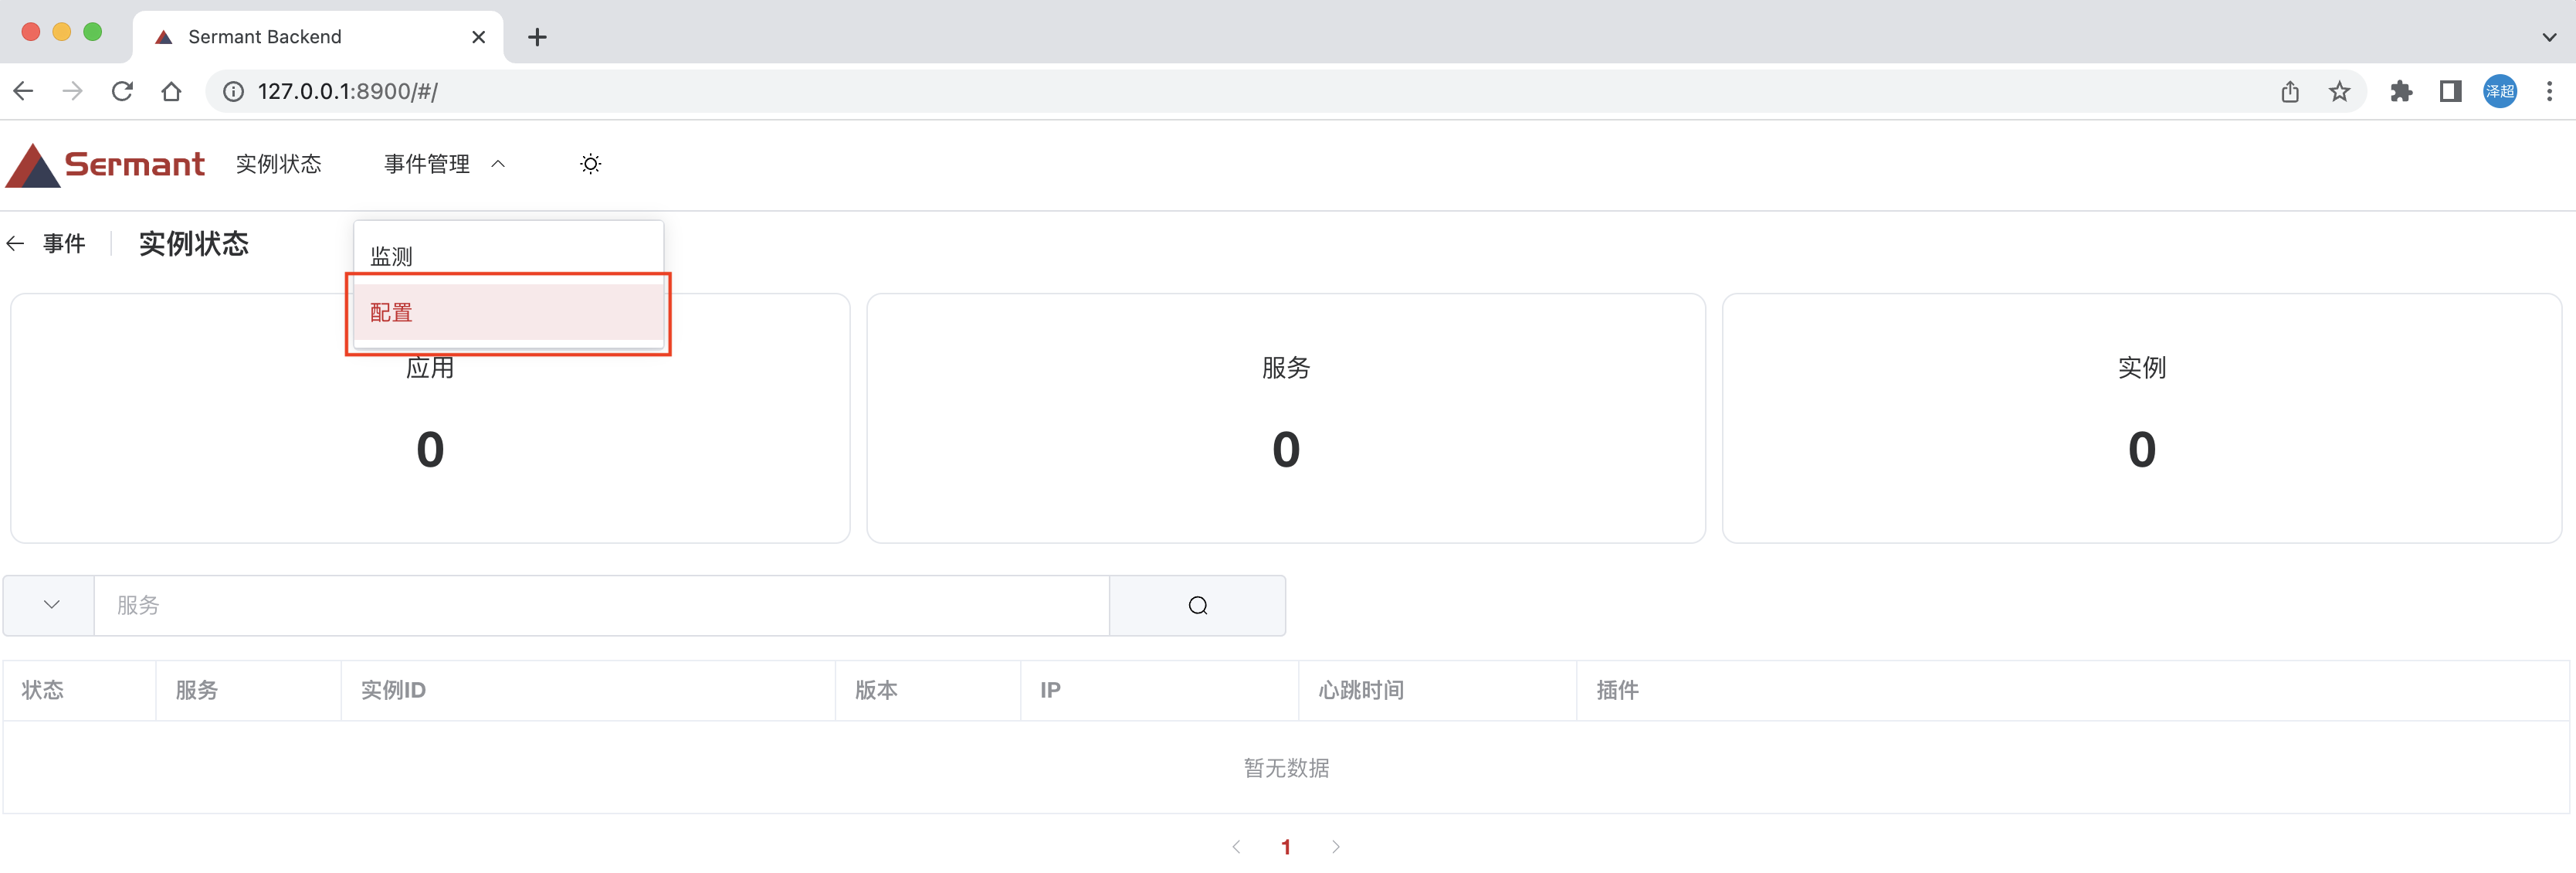 Sermant Backend
127.0.0.1:8900/#/
泽超
Sermant 实例状态 事件管理
事件 实例状态
监测
配置
应用 服务 实例
0 0 0
服务
状态 服务 实例ID 版本 IP 心跳时间 插件
暂无数据
1